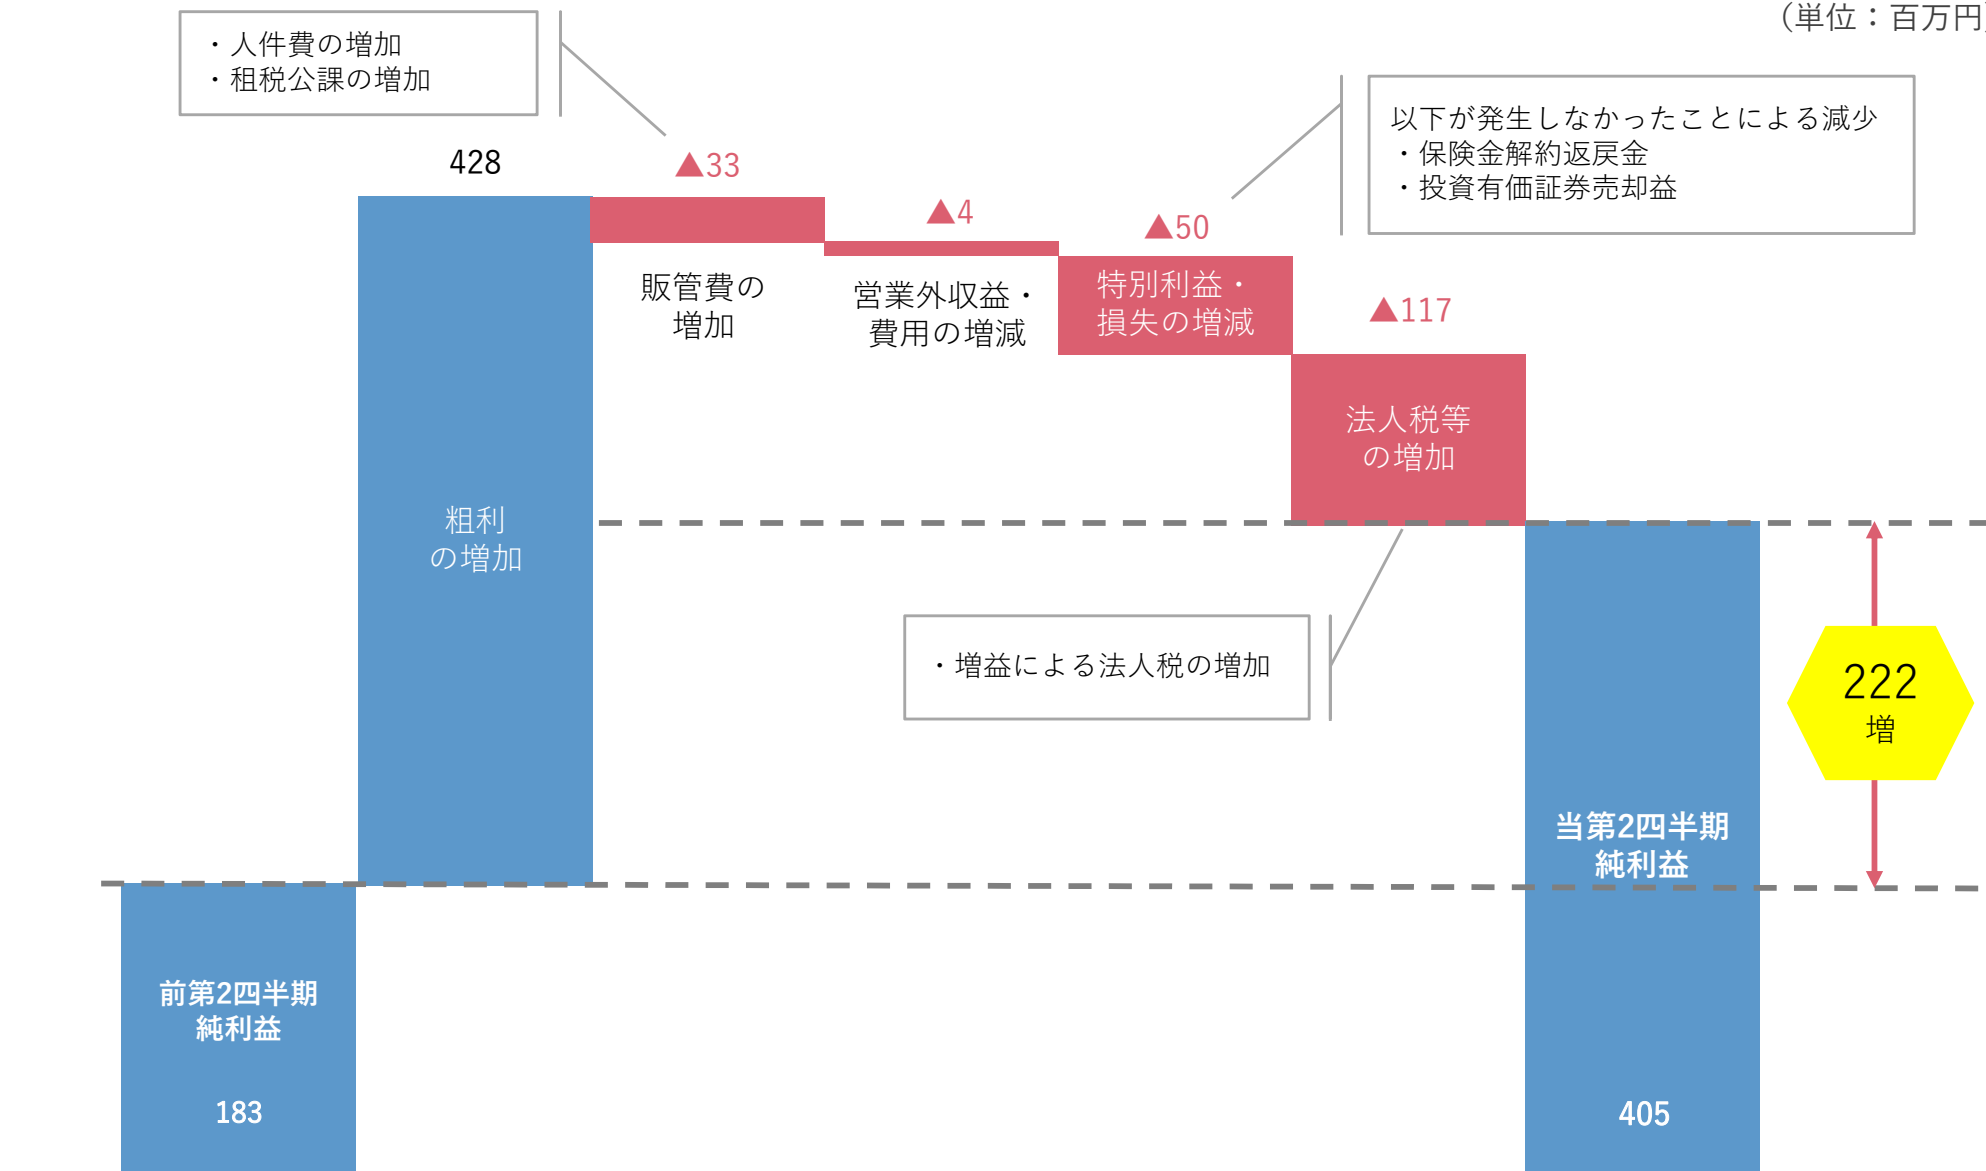 （単位：百万円）
・人件費の増加
・租税公課の増加
以下が発生しなかったことによる減少
・保険金解約返戻金
・投資有価証券売却益
428
▲33
▲4
▲50
▲117
販管費の
増加
営業外収益・
費用の増減
特別利益・
損失の増減
法人税等
の増加
粗利
の増加
・増益による法人税の増加
222
増
当第2四半期
純利益
405
前第2四半期
純利益
183